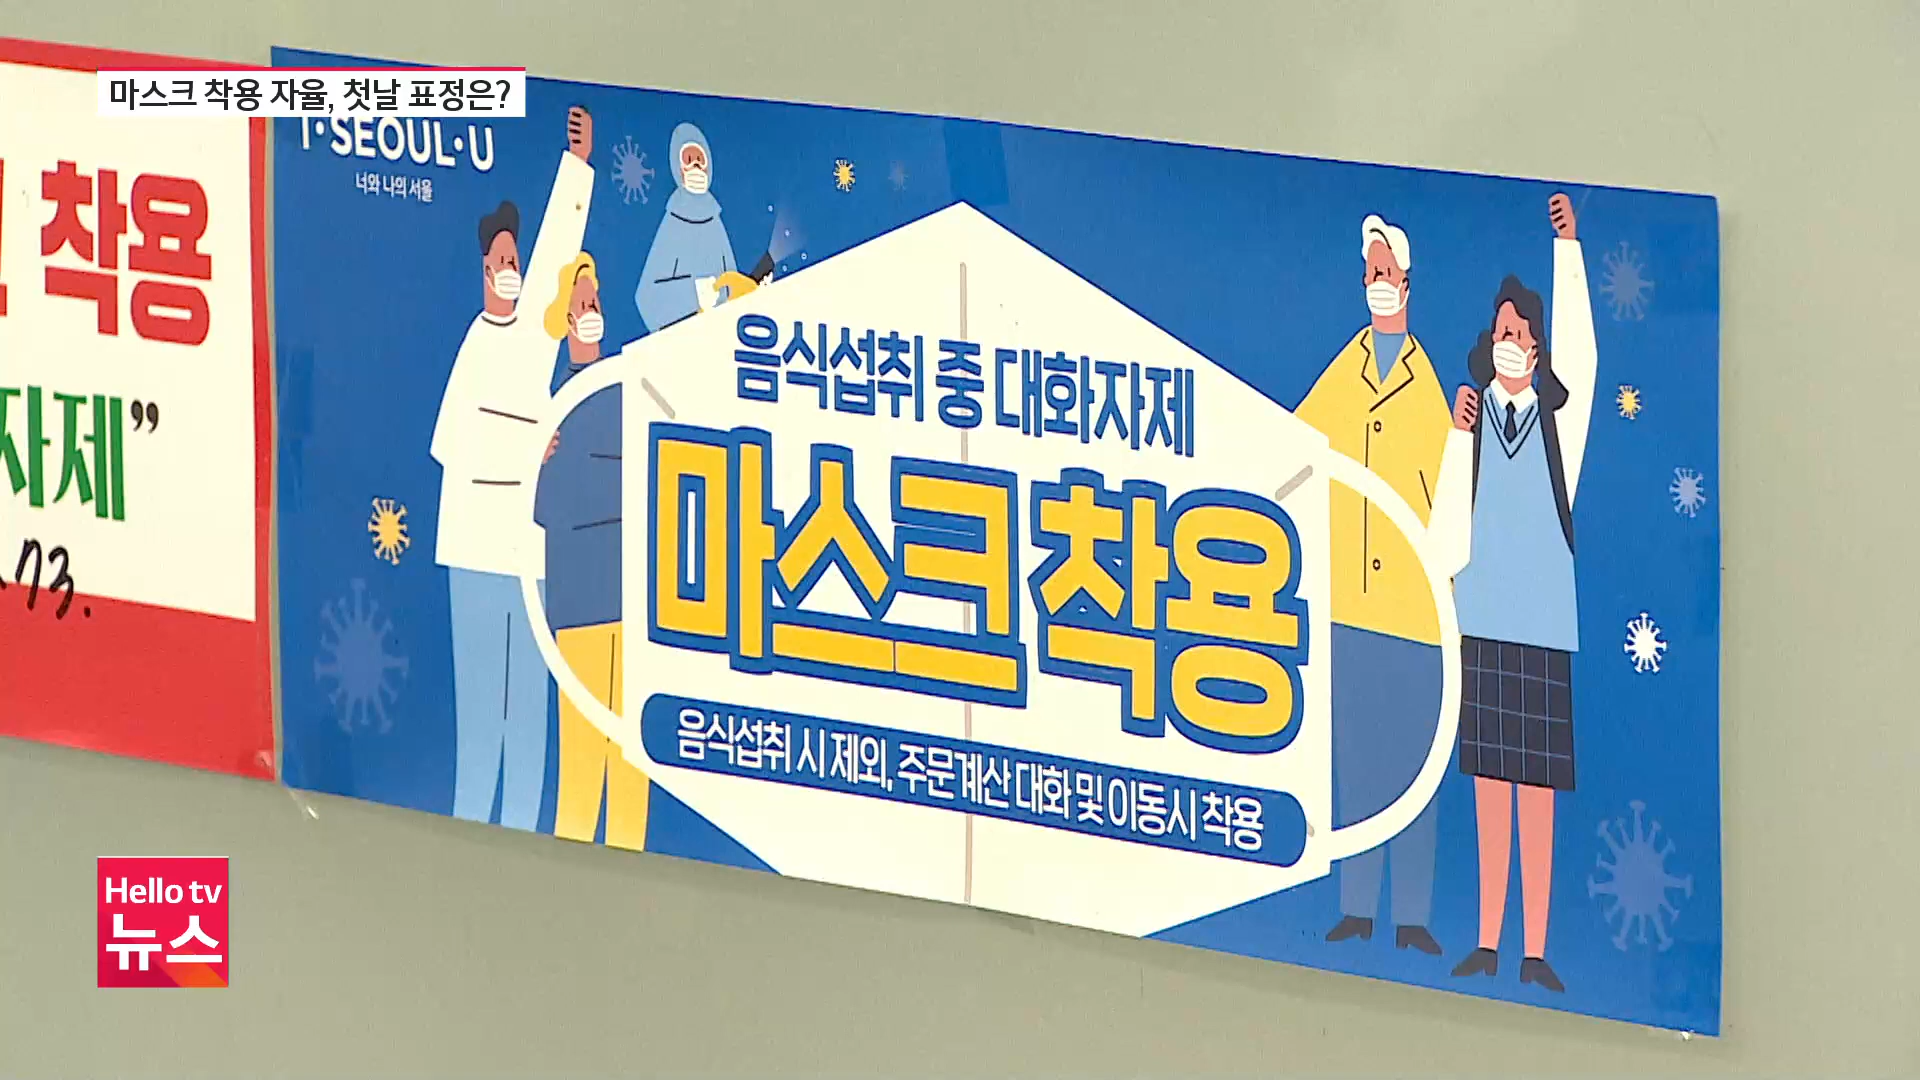 마스크 착용 자율, 첫날 표정은?
I·SEOUL·U
너와 나의 서울
착용
자제”
73.
음식섭취 중 대화자제
마스크 착용
음식섭취 시 제외, 주문계산 대화 및 이동시 착용
Hello tv
뉴스